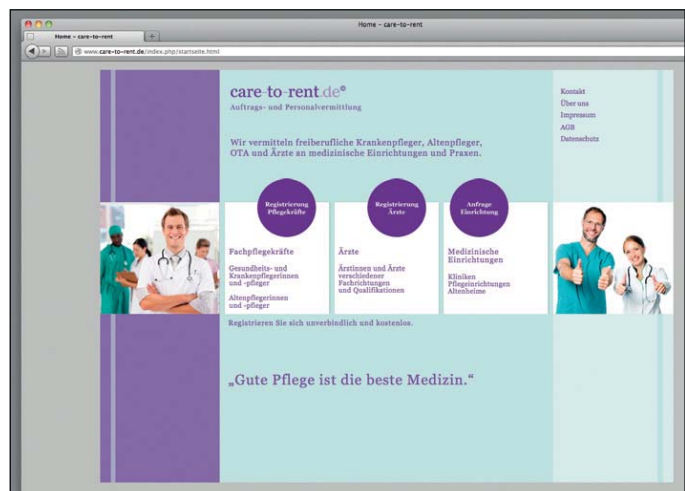 Home – care-to-rent
Home – care-to-rent
www.care-to-rent.de/index.php/startseite.html
care-to-rent.de©
Auftrags- und Personalvermittlung
Kontakt
Über uns
Impressum
AGB
Datenschutz
Wir vermitteln freiberufliche Krankenpfleger, Altenpfleger,
OTA und Ärzte an medizinische Einrichtungen und Praxen.
Registrierung
Pflegekräfte
Fachpflegekräfte
Gesundheits- und
Krankenpflegerinnen
und -pfleger
Altenpflegerinnen
und -pfleger
Registrierung
Ärzte
Ärzte
Ärztinnen und Ärzte
verschiedener
Fachrichtungen
und Qualifikationen
Anfrage
Einrichtung
Medizinische
Einrichtungen
Kliniken
Pflegeinrichtungen
Altenheime
Registrieren Sie sich unverbindlich und kostenlos.
„Gute Pflege ist die beste Medizin.“